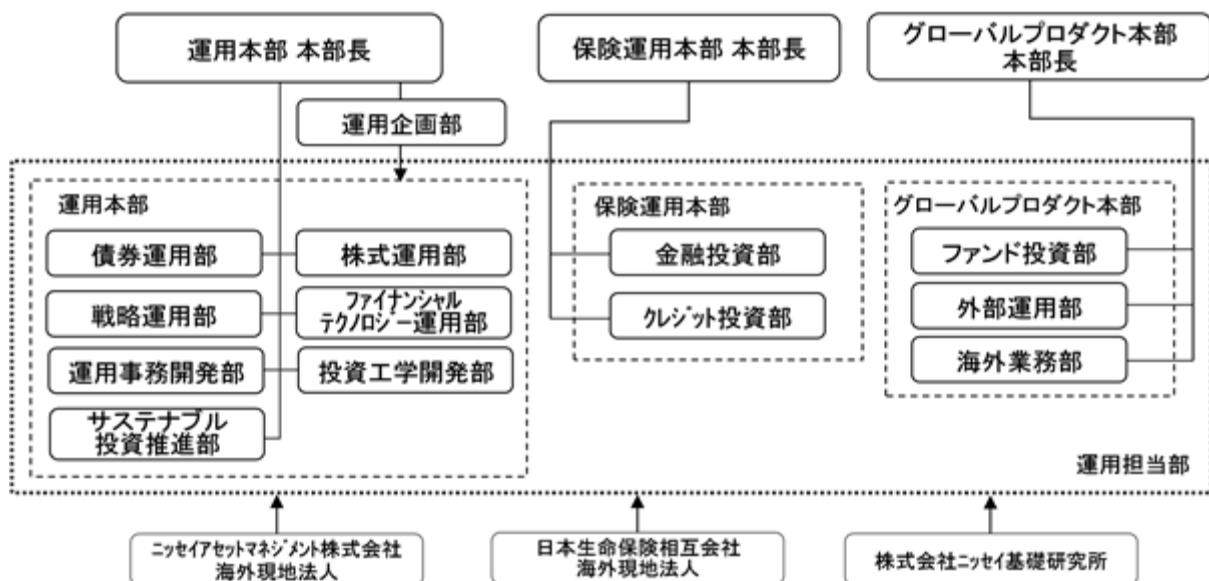 運用本部 本部長
保険運用本部 本部長
グローバルプロダクト本部
本部長
運用企画部
運用本部
債券運用部
株式運用部
戦略運用部
ファイナンシャル
テクノロジー運用部
運用事務開発部
投資工学開発部
サステナブル
投資推進部
保険運用本部
金融投資部
クレジット投資部
グローバルプロダクト本部
ファンド投資部
外部運用部
海外業務部
運用担当部
ニッセイアセットマネジメント株式会社
海外現地法人
日本生命保険相互会社
海外現地法人
株式会社ニッセイ基礎研究所